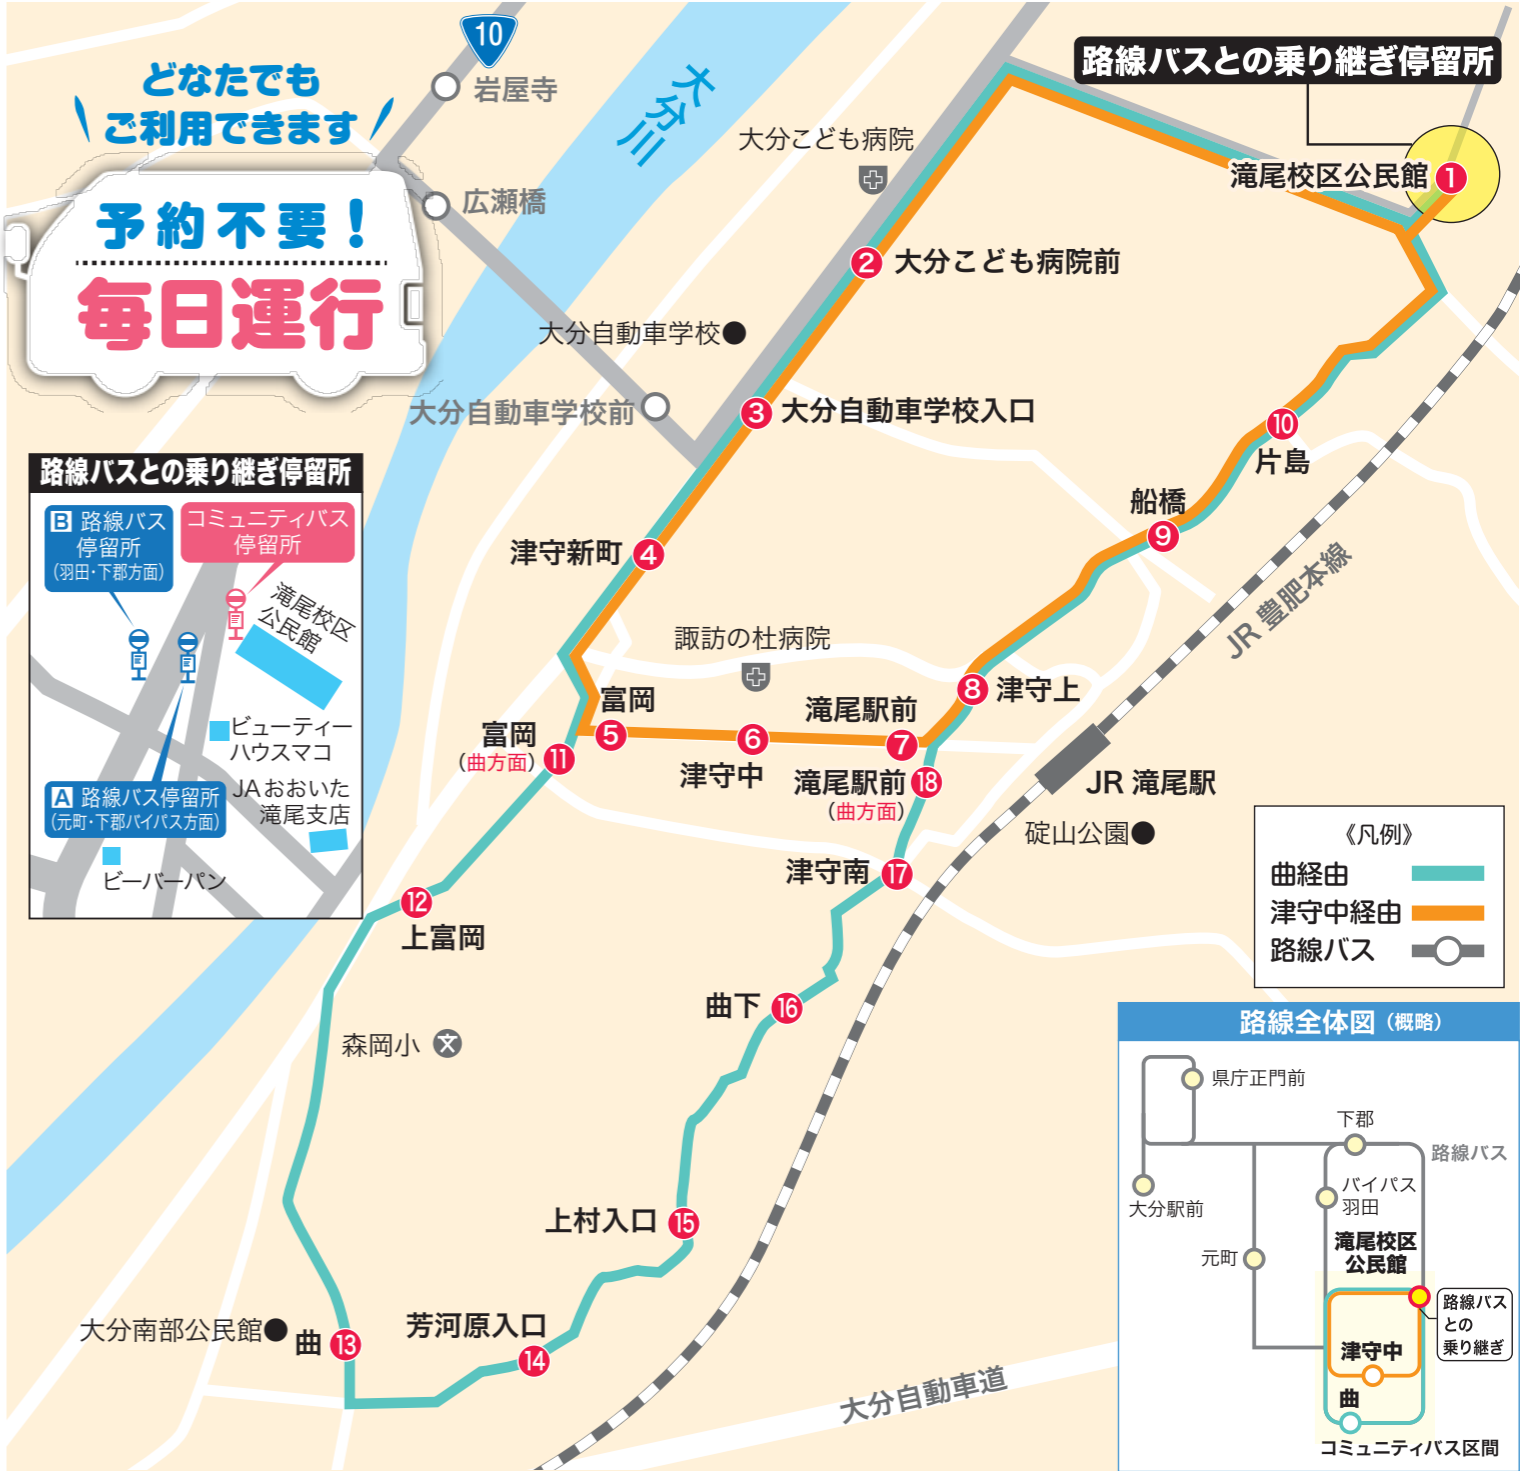 どなたでも
ご利用できます
予約不要！
毎日運行
10
岩屋寺
広瀬橋
大分川
路線バスとの乗り継ぎ停留所
滝尾校区公民館 1
大分こども病院
2 大分こども病院前
大分自動車学校
大分自動車学校前
3 大分自動車学校入口
津守新町 4
10
片島
船橋
9
諏訪の杜病院
8 津守上
富岡
5
6
津守中
滝尾駅前
7
富岡
（曲方面）
11
滝尾駅前 18
（曲方面）
JR 豊肥本線
JR 滝尾駅
碇山公園
津守南 17
12
上富岡
曲下 16
森岡小 文
上村入口 15
芳河原入口
14
大分南部公民館
曲 13
大分自動車道
路線バスとの乗り継ぎ停留所
B 路線バス
停留所
（羽田・下郡方面）
コミュニティバス
停留所
滝尾校区
公民館
ビューティー
ハウスマコ
JAおおいた
滝尾支店
A 路線バス停留所
（元町・下郡バイパス方面）
ビーバーパン
《凡例》
曲経由
津守中経由
路線バス
路線全体図（概略）
県庁正門前
下郡
路線バス
大分駅前
バイパス
羽田
元町
滝尾校区
公民館
路線バス
との
乗り継ぎ
津守中
曲
コミュニティバス区間